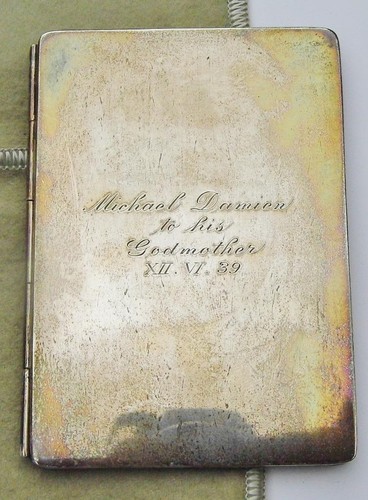 Michael Damien
to his
Godmother
XII. VI. 39